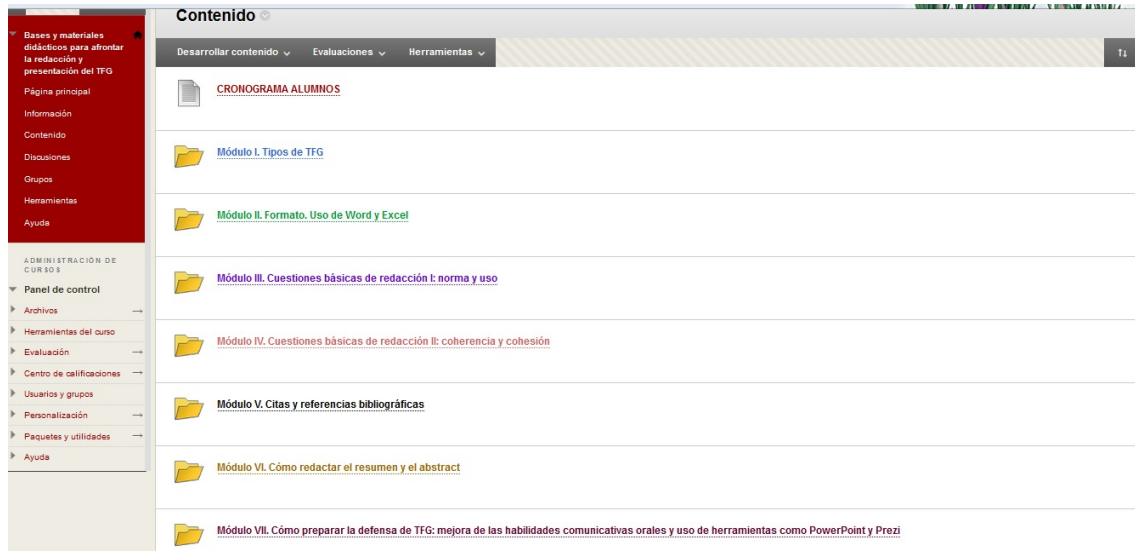 Bases y materiales
didácticos para afrontar
la redacción y
presentación del TFG
Página principal
Información
Contenido
Discusiones
Grupos
Herramientas
Ayuda
ADMINISTRACIÓN DE
CURSOS
Panel de control
Archivos
Herramientas del curso
Evaluación
Centro de calificaciones
Usuarios y grupos
Personalización
Paquetes y utilidades
Ayuda
Contenido
Desarrollar contenido Evaluaciones Herramientas
CRONOGRAMA ALUMNOS
Módulo I. Tipos de TFG
Módulo II. Formato. Uso de Word y Excel
Módulo III. Cuestiones básicas de redacción I: norma y uso
Módulo IV. Cuestiones básicas de redacción II: coherencia y cohesión
Módulo V. Citas y referencias bibliográficas
Módulo VI. Cómo redactar el resumen y el abstract
Módulo VII. Cómo preparar la defensa de TFG: mejora de las habilidades comunicativas orales y uso de herramientas como PowerPoint y Prezi